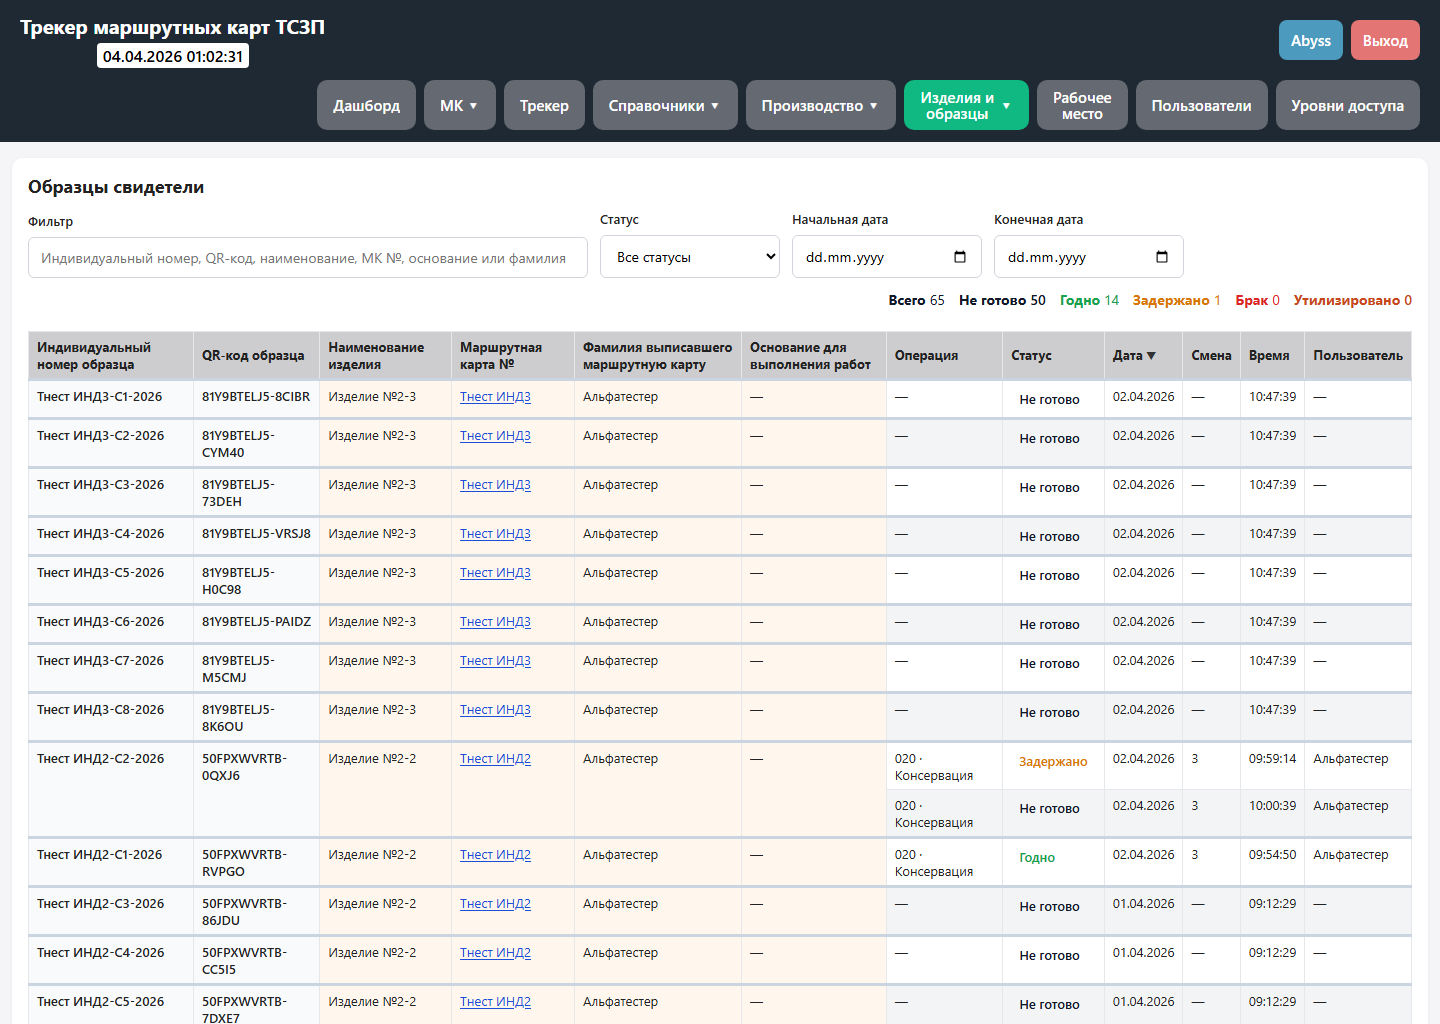 Трекер маршрутных карт ТСЗП
04.04.2026 01:02:31
Abyss
Выход
Дашборд
МК ▼
Трекер
Справочники ▼
Производство ▼
Изделия и образцы ▼
Рабочее место
Пользователи
Уровни доступа
Образцы свидетели
Фильтр
Индивидуальный номер, QR-код, наименование, МК №, основание или фамилия
Статус
Все статусы
Начальная дата
dd.mm.yyyy
Конечная дата
dd.mm.yyyy
Всего 65 Не готово 50 Годно 14 Задержано 1 Брак 0 Утилизировано 0
Индивидуальный номер образца | QR-код образца | Наименование изделия | Маршрутная карта № | Фамилия выписавшего маршрутную карту | Основание для выполнения работ | Операция | Статус | Дата ▼ | Смена | Время | Пользователь
Тнест ИНД3-С1-2026 81Y9BTELJ5-8CIBR Изделие №2-3 Тнест ИНД3 Альфатестер — — Не готово 02.04.2026 — 10:47:39 —
Тнест ИНД3-С2-2026 81Y9BTELJ5-CYM40 Изделие №2-3 Тнест ИНД3 Альфатестер — — Не готово 02.04.2026 — 10:47:39 —
Тнест ИНД3-С3-2026 81Y9BTELJ5-73DEH Изделие №2-3 Тнест ИНД3 Альфатестер — — Не готово 02.04.2026 — 10:47:39 —
Тнест ИНД3-С4-2026 81Y9BTELJ5-VRSJ8 Изделие №2-3 Тнест ИНД3 Альфатестер — — Не готово 02.04.2026 — 10:47:39 —
Тнест ИНД3-С5-2026 81Y9BTELJ5-H0C98 Изделие №2-3 Тнест ИНД3 Альфатестер — — Не готово 02.04.2026 — 10:47:39 —
Тнест ИНД3-С6-2026 81Y9BTELJ5-PAIDZ Изделие №2-3 Тнест ИНД3 Альфатестер — — Не готово 02.04.2026 — 10:47:39 —
Тнест ИНД3-С7-2026 81Y9BTELJ5-M5CMJ Изделие №2-3 Тнест ИНД3 Альфатестер — — Не готово 02.04.2026 — 10:47:39 —
Тнест ИНД3-С8-2026 81Y9BTELJ5-8K6OU Изделие №2-3 Тнест ИНД3 Альфатестер — — Не готово 02.04.2026 — 10:47:39 —
Тнест ИНД2-С2-2026 50FPXWVRTB-0QXJ6 Изделие №2-2 Тнест ИНД2 Альфатестер — 020 · Консервация Задержано 02.04.2026 3 09:59:14 Альфатестер
020 · Консервация Не готово 02.04.2026 3 10:00:39 Альфатестер
Тнест ИНД2-С1-2026 50FPXWVRTB-RVPGO Изделие №2-2 Тнест ИНД2 Альфатестер — 020 · Консервация Годно 02.04.2026 3 09:54:50 Альфатестер
Тнест ИНД2-С3-2026 50FPXWVRTB-86JDU Изделие №2-2 Тнест ИНД2 Альфатестер — — Не готово 01.04.2026 — 09:12:29 —
Тнест ИНД2-С4-2026 50FPXWVRTB-CC5I5 Изделие №2-2 Тнест ИНД2 Альфатестер — — Не готово 01.04.2026 — 09:12:29 —
Тнест ИНД2-С5-2026 50FPXWVRTB-7DXE7 Изделие №2-2 Тнест ИНД2 Альфатестер — — Не готово 01.04.2026 — 09:12:29 —